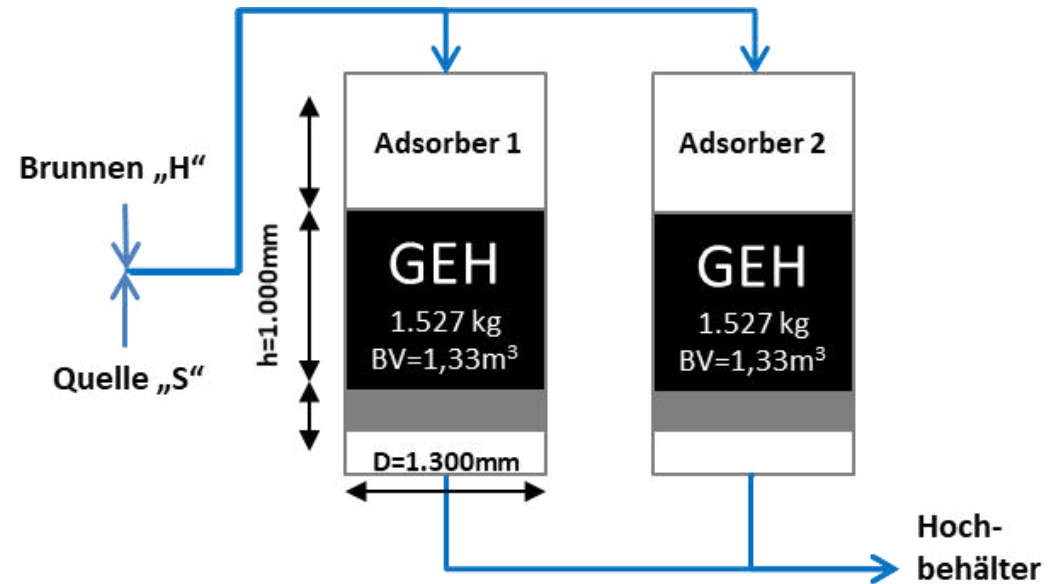 Brunnen „H“
Quelle „S“
h=1.000mm
Adsorber 1
GEH
1.527 kg
BV=1,33m³
D=1.300mm
Adsorber 2
GEH
1.527 kg
BV=1,33m³
Hoch-
behälter